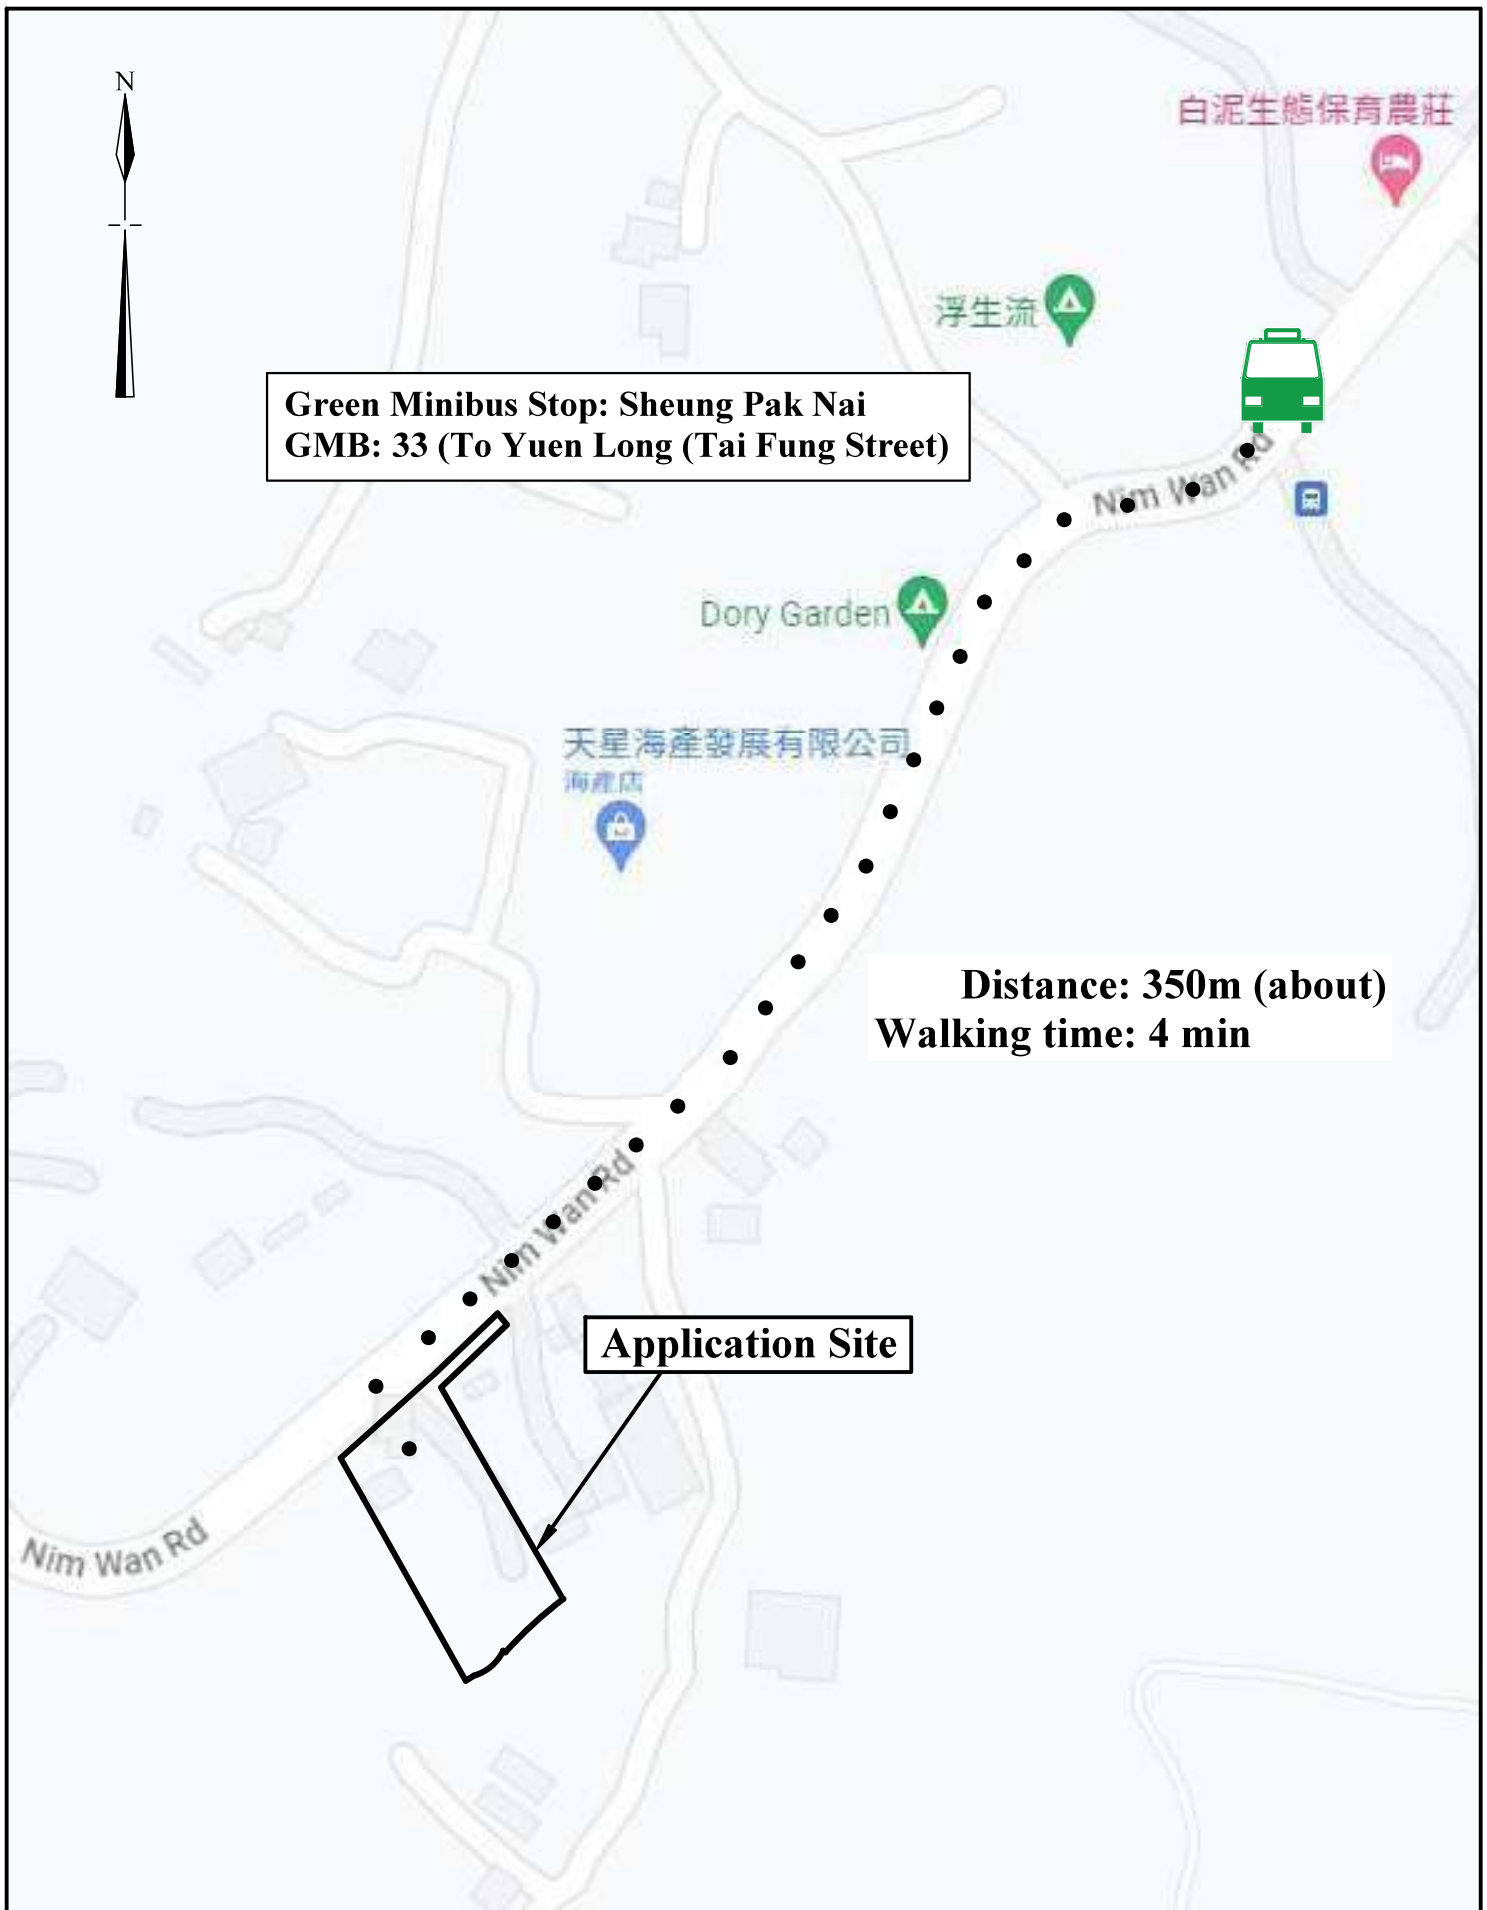 N
白泥生態保育農莊
浮生流
Green Minibus Stop: Sheung Pak Nai
GMB: 33 (To Yuen Long (Tai Fung Street)
Nim Wan Rd
Dory Garden
天星海產發展有限公司
海產店
Distance: 350m (about)
Walking time: 4 min
Nim Wan Rd
Application Site
Nim Wan Rd